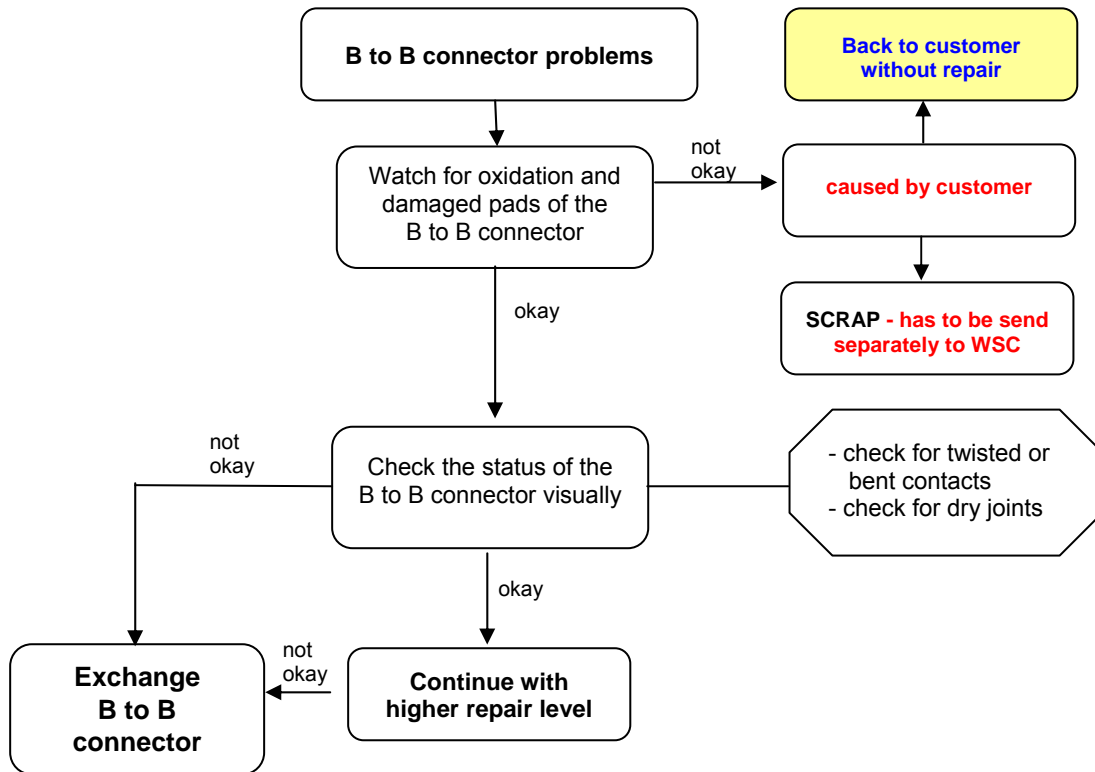 B to B connector problems
Back to customer
without repair
Watch for oxidation and
damaged pads of the
B to B connector
not
okay
caused by customer
okay
SCRAP - has to be send
separately to WSC
not
okay
Check the status of the
B to B connector visually
- check for twisted or
bent contacts
- check for dry joints
okay
Exchange
B to B
connector
not
okay
Continue with
higher repair level